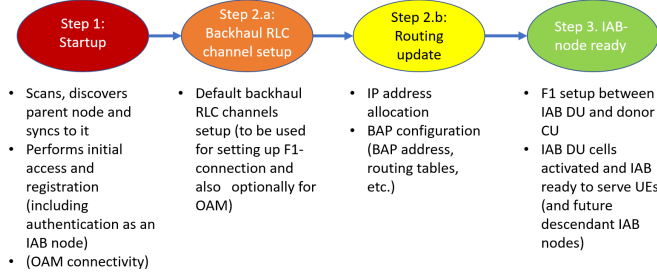 Step 1:
Startup
Step 2.a:
Backhaul RLC
channel setup
Step 2.b:
Routing
update
Step 3. IAB-
node ready
• Scans, discovers
parent node and
syncs to it
• Performs initial
access and
registration
(including
authentication as an
IAB node)
• (OAM connectivity)
• Default backhaul
RLC channels
setup (to be used
for setting up F1-
connection and
also optionally for
OAM)
• IP address
allocation
• BAP configuration
(BAP address,
routing tables,
etc.)
• F1 setup between
IAB DU and donor
CU
• IAB DU cells
activated and IAB
ready to serve UEs
(and future
descendant IAB
nodes)